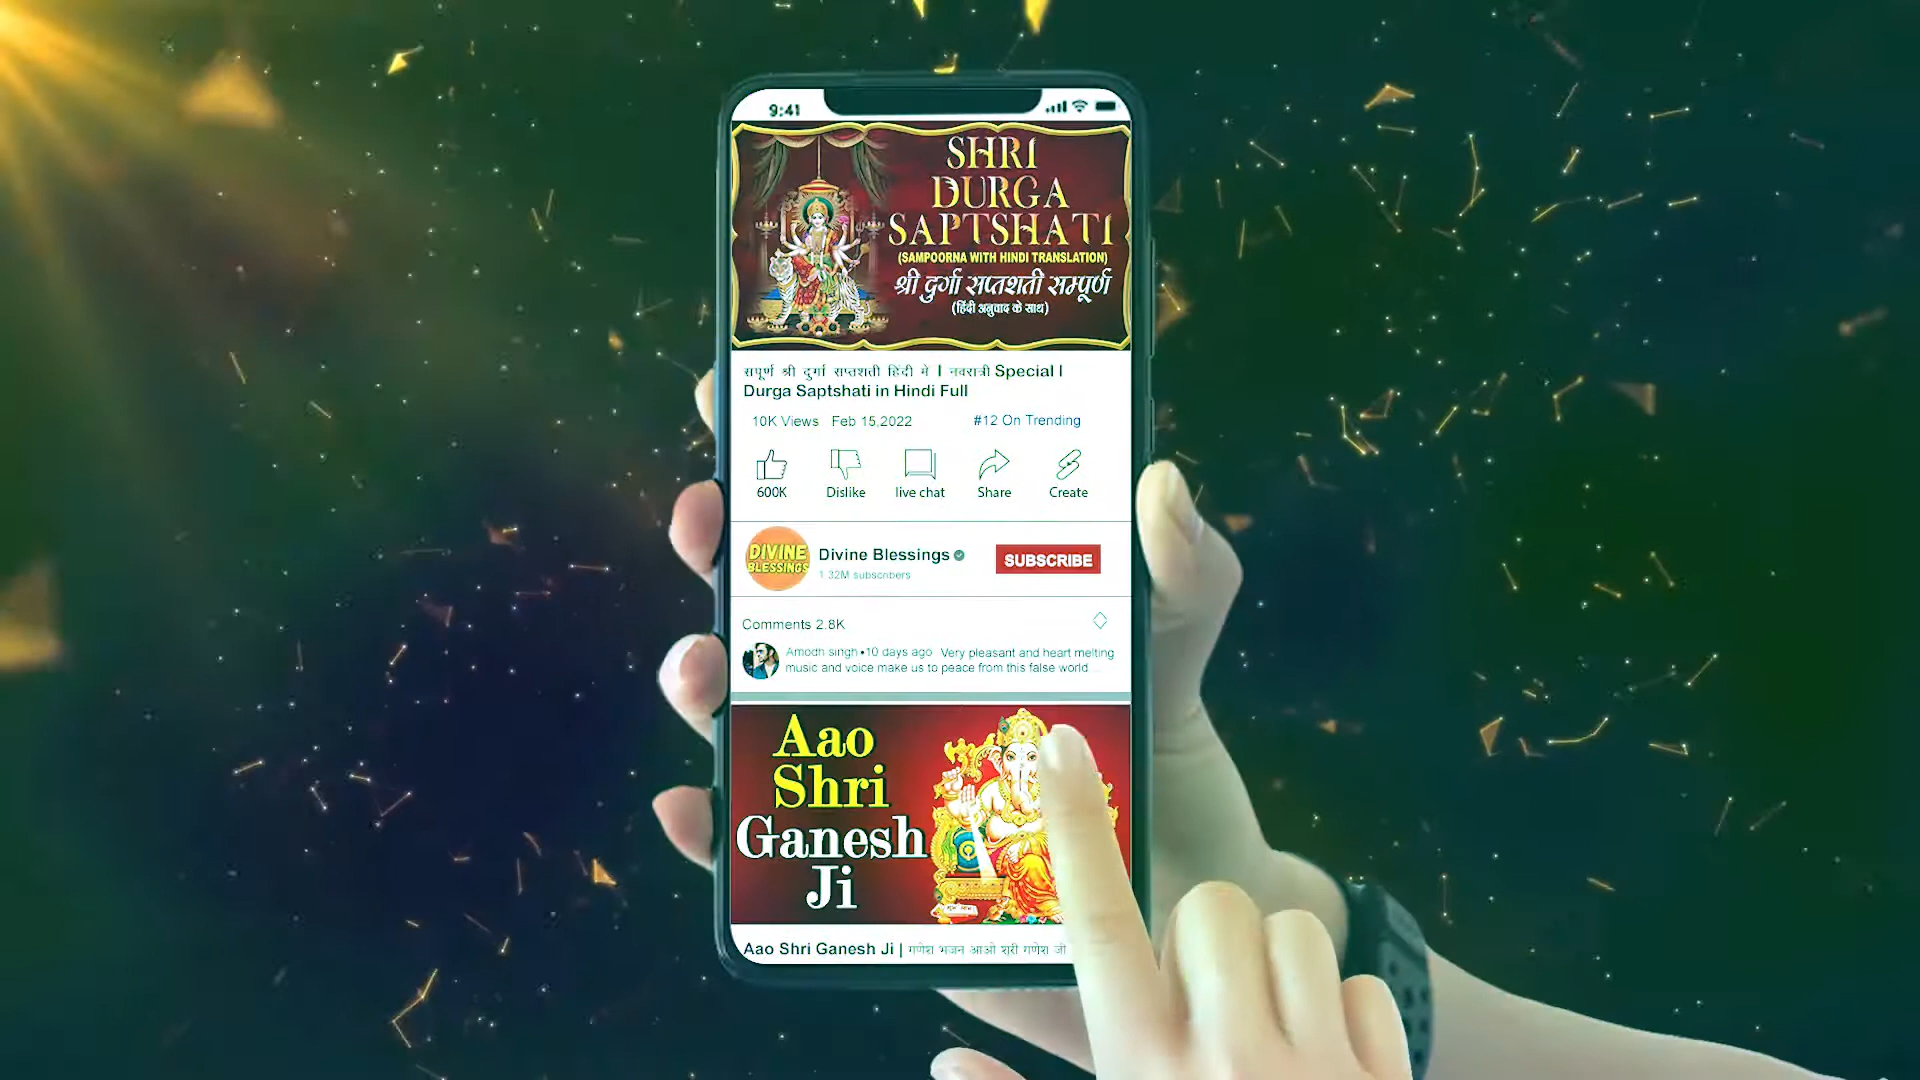 9:41
SHRI
DURGA
SAPTSHATI
(SAMPOORNA WITH HINDI TRANSLATION)
श्री दुर्गा सप्तशती सम्पूर्ण
(हिंदी अनुवाद के साथ)
सपूर्ण श्री दुर्गा सप्तशती हिंदी मे | नवरात्री Special |
Durga Saptshati in Hindi Full
10K Views Feb 15,2022 #12 On Trending
600K Dislike live chat Share Create
DIVINE
BLESSINGS
Divine Blessings
1.32M subscribers
SUBSCRIBE
Comments 2.8K
Amodh singh •10 days ago Very pleasant and heart melting
music and voice make us to peace from this false world...
Aao
Shri
Ganesh
Ji
Aao Shri Ganesh Ji | गणेश भजन आओ श्री गणेश जी